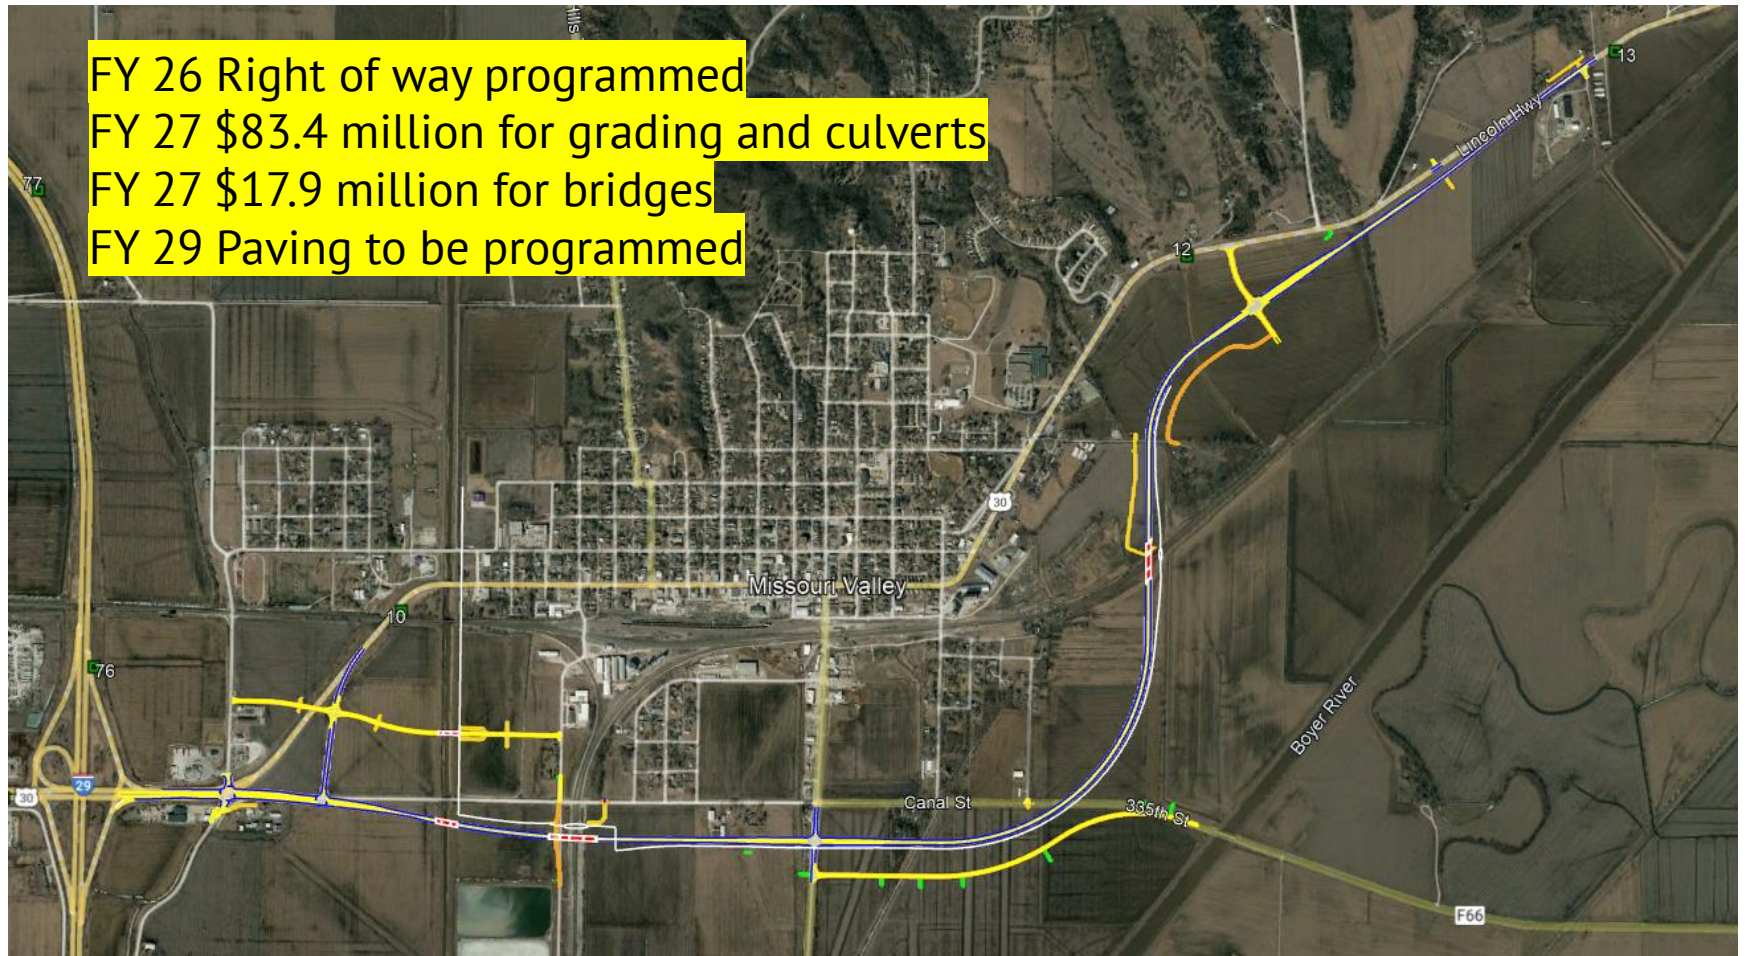 Hills
FY 26 Right of way programmed
FY 27 $83.4 million for grading and culverts
FY 27 $17.9 million for bridges
FY 29 Paving to be programmed
13
Lincoln Hwy
77
12
30
Missouri Valley
10
76
Boyer River
29
30
Canal St
335th St
F66